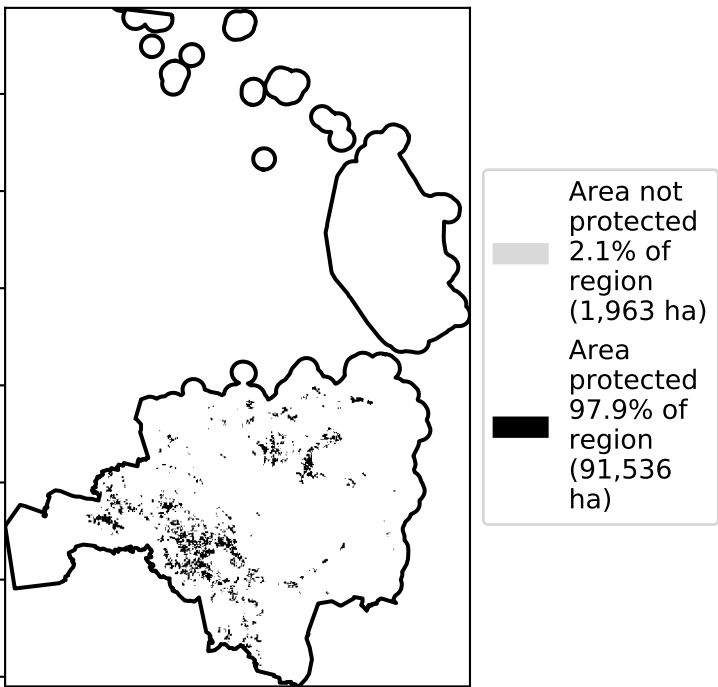 Area not
protected
2.1% of
region
(1,963 ha)
Area
protected
97.9% of
region
(91,536
ha)